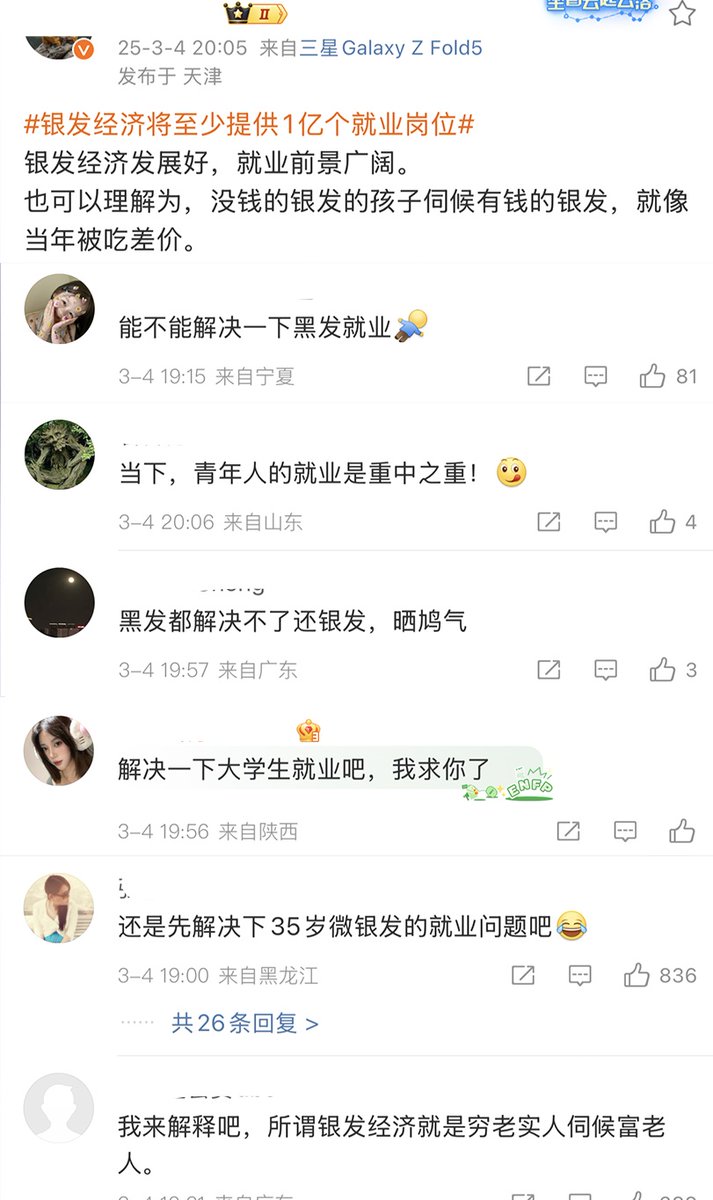 II
25-3-4 20:05 来自三星Galaxy Z Fold5
发布于 天津
#银发经济将至少提供1亿个就业岗位#
银发经济发展好，就业前景广阔。
也可以理解为，没钱的银发的孩子伺候有钱的银发，就像
当年被吃差价。
能不能解决一下黑发就业
3-4 19:15 来自宁夏
81
当下，青年人的就业是重中之重！
3-4 20:06 来自山东
4
黑发都解决不了还银发，晒鸠气
3-4 19:57 来自广东
3
解决一下大学生就业吧，我求你了
ENFP
3-4 19:56 来自陕西
还是先解决下35岁微银发的就业问题吧
3-4 19:00 来自黑龙江
836
共26条回复 >
我来解释吧，所谓银发经济就是穷老实人伺候富老
人。